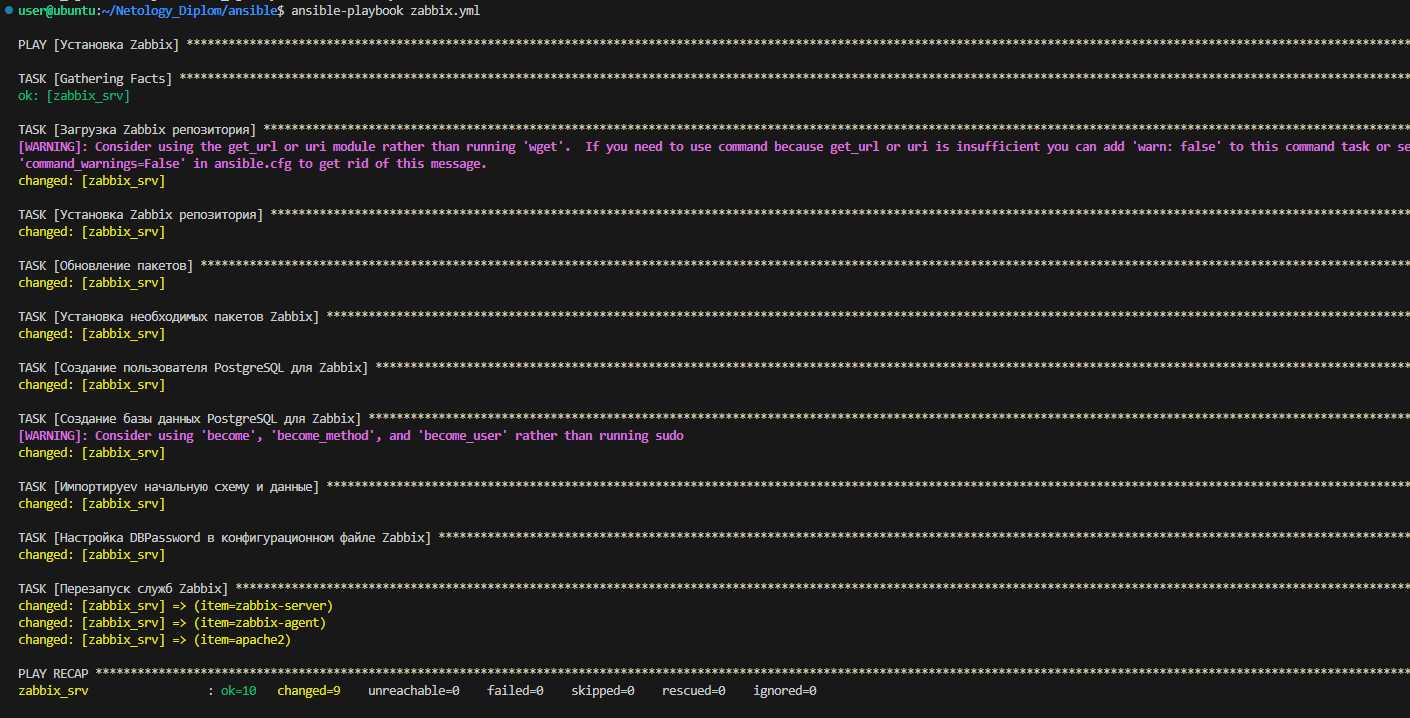 user@ubuntu:~/Netology_Diplom/ansible$ ansible-playbook zabbix.yml
PLAY [Установка Zabbix] ******************************************************************************************************************************************************************************
TASK [Gathering Facts] *******************************************************************************************************************************************************************************
ok: [zabbix_srv]
TASK [Загрузка Zabbix репозитория] *******************************************************************************************************************************************************************
[WARNING]: Consider using the get_url or uri module rather than running 'wget'.  If you need to use command because get_url or uri is insufficient you can add 'warn: false' to this command task or se
'command_warnings=False' in ansible.cfg to get rid of this message.
changed: [zabbix_srv]
TASK [Установка Zabbix репозитория] ******************************************************************************************************************************************************************
changed: [zabbix_srv]
TASK [Обновление пакетов] ****************************************************************************************************************************************************************************
changed: [zabbix_srv]
TASK [Установка необходимых пакетов Zabbix] **********************************************************************************************************************************************************
changed: [zabbix_srv]
TASK [Создание пользователя PostgreSQL для Zabbix] ***************************************************************************************************************************************************
changed: [zabbix_srv]
TASK [Создание базы данных PostgreSQL для Zabbix] ****************************************************************************************************************************************************
[WARNING]: Consider using 'become', 'become_method', and 'become_user' rather than running sudo
changed: [zabbix_srv]
TASK [Импортируеv начальную схему и данные] **********************************************************************************************************************************************************
changed: [zabbix_srv]
TASK [Настройка DBPassword в конфигурационном файле Zabbix] ******************************************************************************************************************************************
changed: [zabbix_srv]
TASK [Перезапуск служб Zabbix] ***********************************************************************************************************************************************************************
changed: [zabbix_srv] => (item=zabbix-server)
changed: [zabbix_srv] => (item=zabbix-agent)
changed: [zabbix_srv] => (item=apache2)
PLAY RECAP *******************************************************************************************************************************************************************************************
zabbix_srv                 : ok=10   changed=9    unreachable=0    failed=0    skipped=0    rescued=0    ignored=0